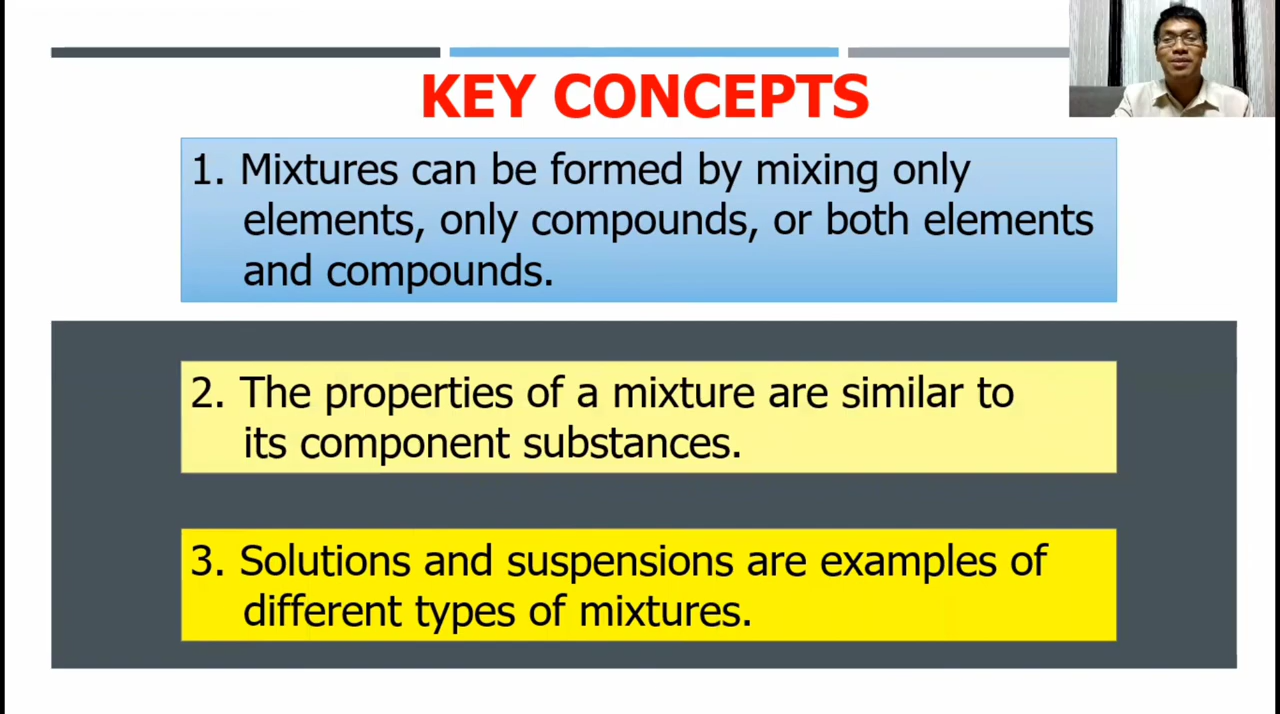 KEY CONCEPTS
1. Mixtures can be formed by mixing only
elements, only compounds, or both elements
and compounds.
2. The properties of a mixture are similar to
its component substances.
3. Solutions and suspensions are examples of
different types of mixtures.